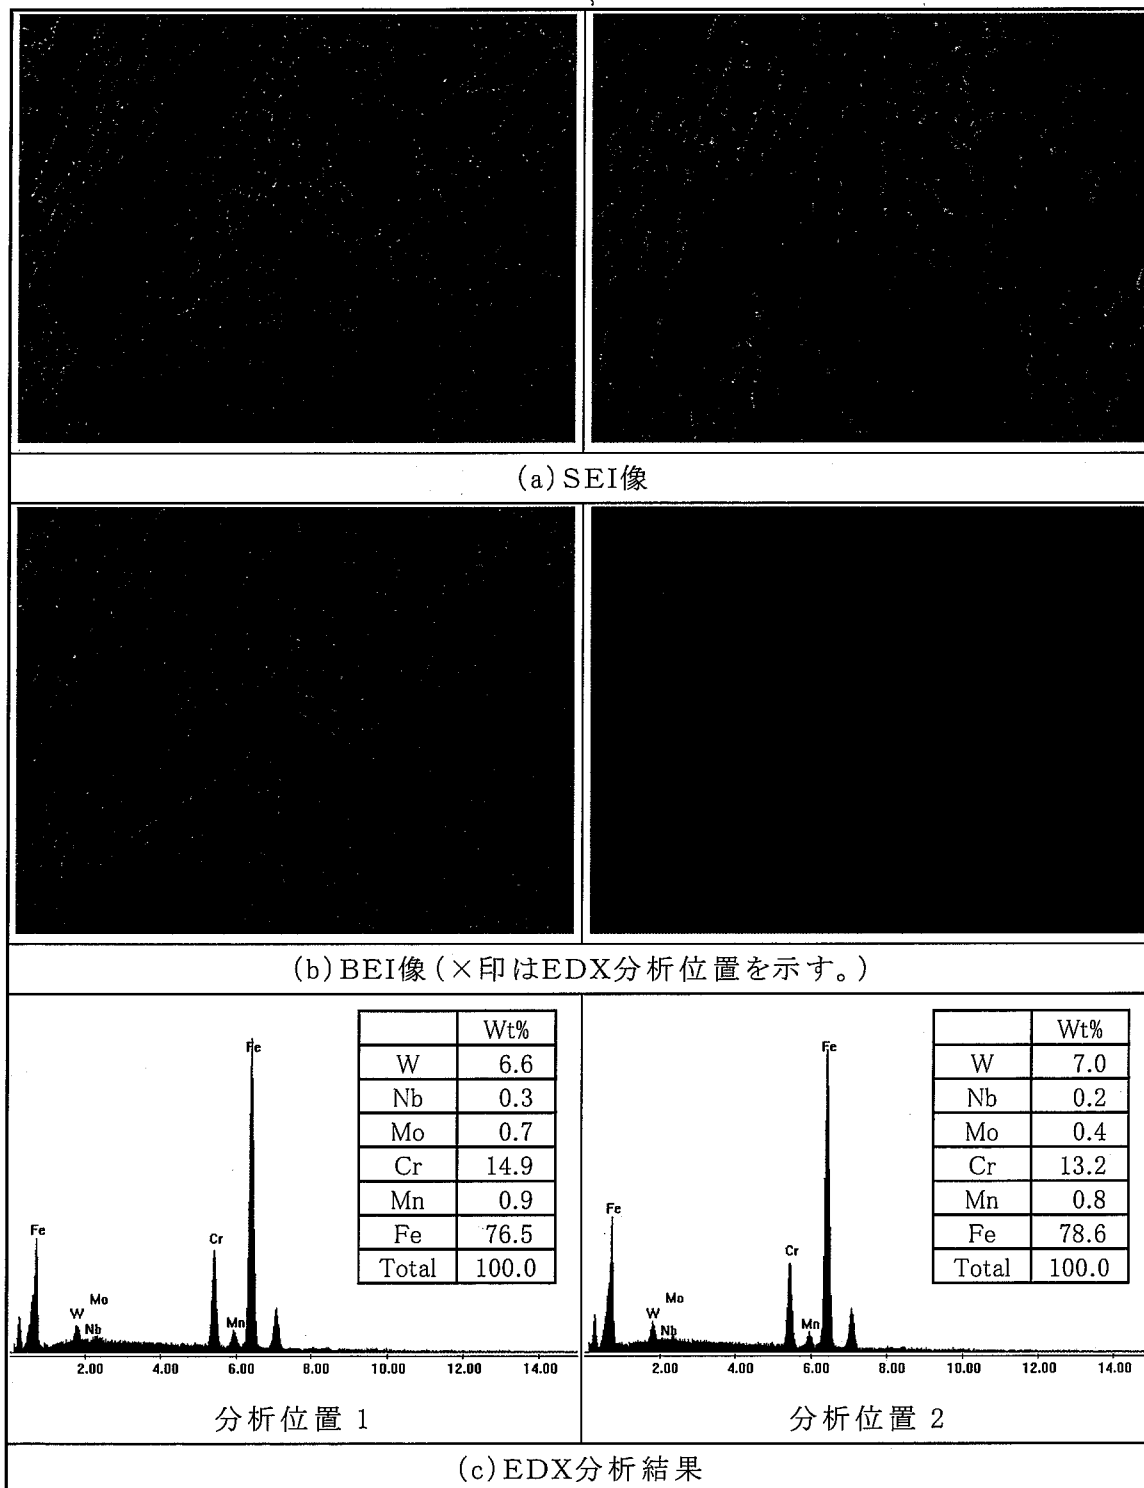 (a)SEI像
(b)BEI像(×印はEDX分析位置を示す。)
Wt%
W 6.6
Nb 0.3
Mo 0.7
Cr 14.9
Mn 0.9
Fe 76.5
Total 100.0
Fe
Fe
Cr
Mo
W
Nb
Mn
2.00 4.00 6.00 8.00 10.00 12.00 14.00
分析位置 1
Wt%
W 7.0
Nb 0.2
Mo 0.4
Cr 13.2
Mn 0.8
Fe 78.6
Total 100.0
Fe
Fe
Cr
Mo
W
Nb
Mn
2.00 4.00 6.00 8.00 10.00 12.00 14.00
分析位置 2
(c)EDX分析結果